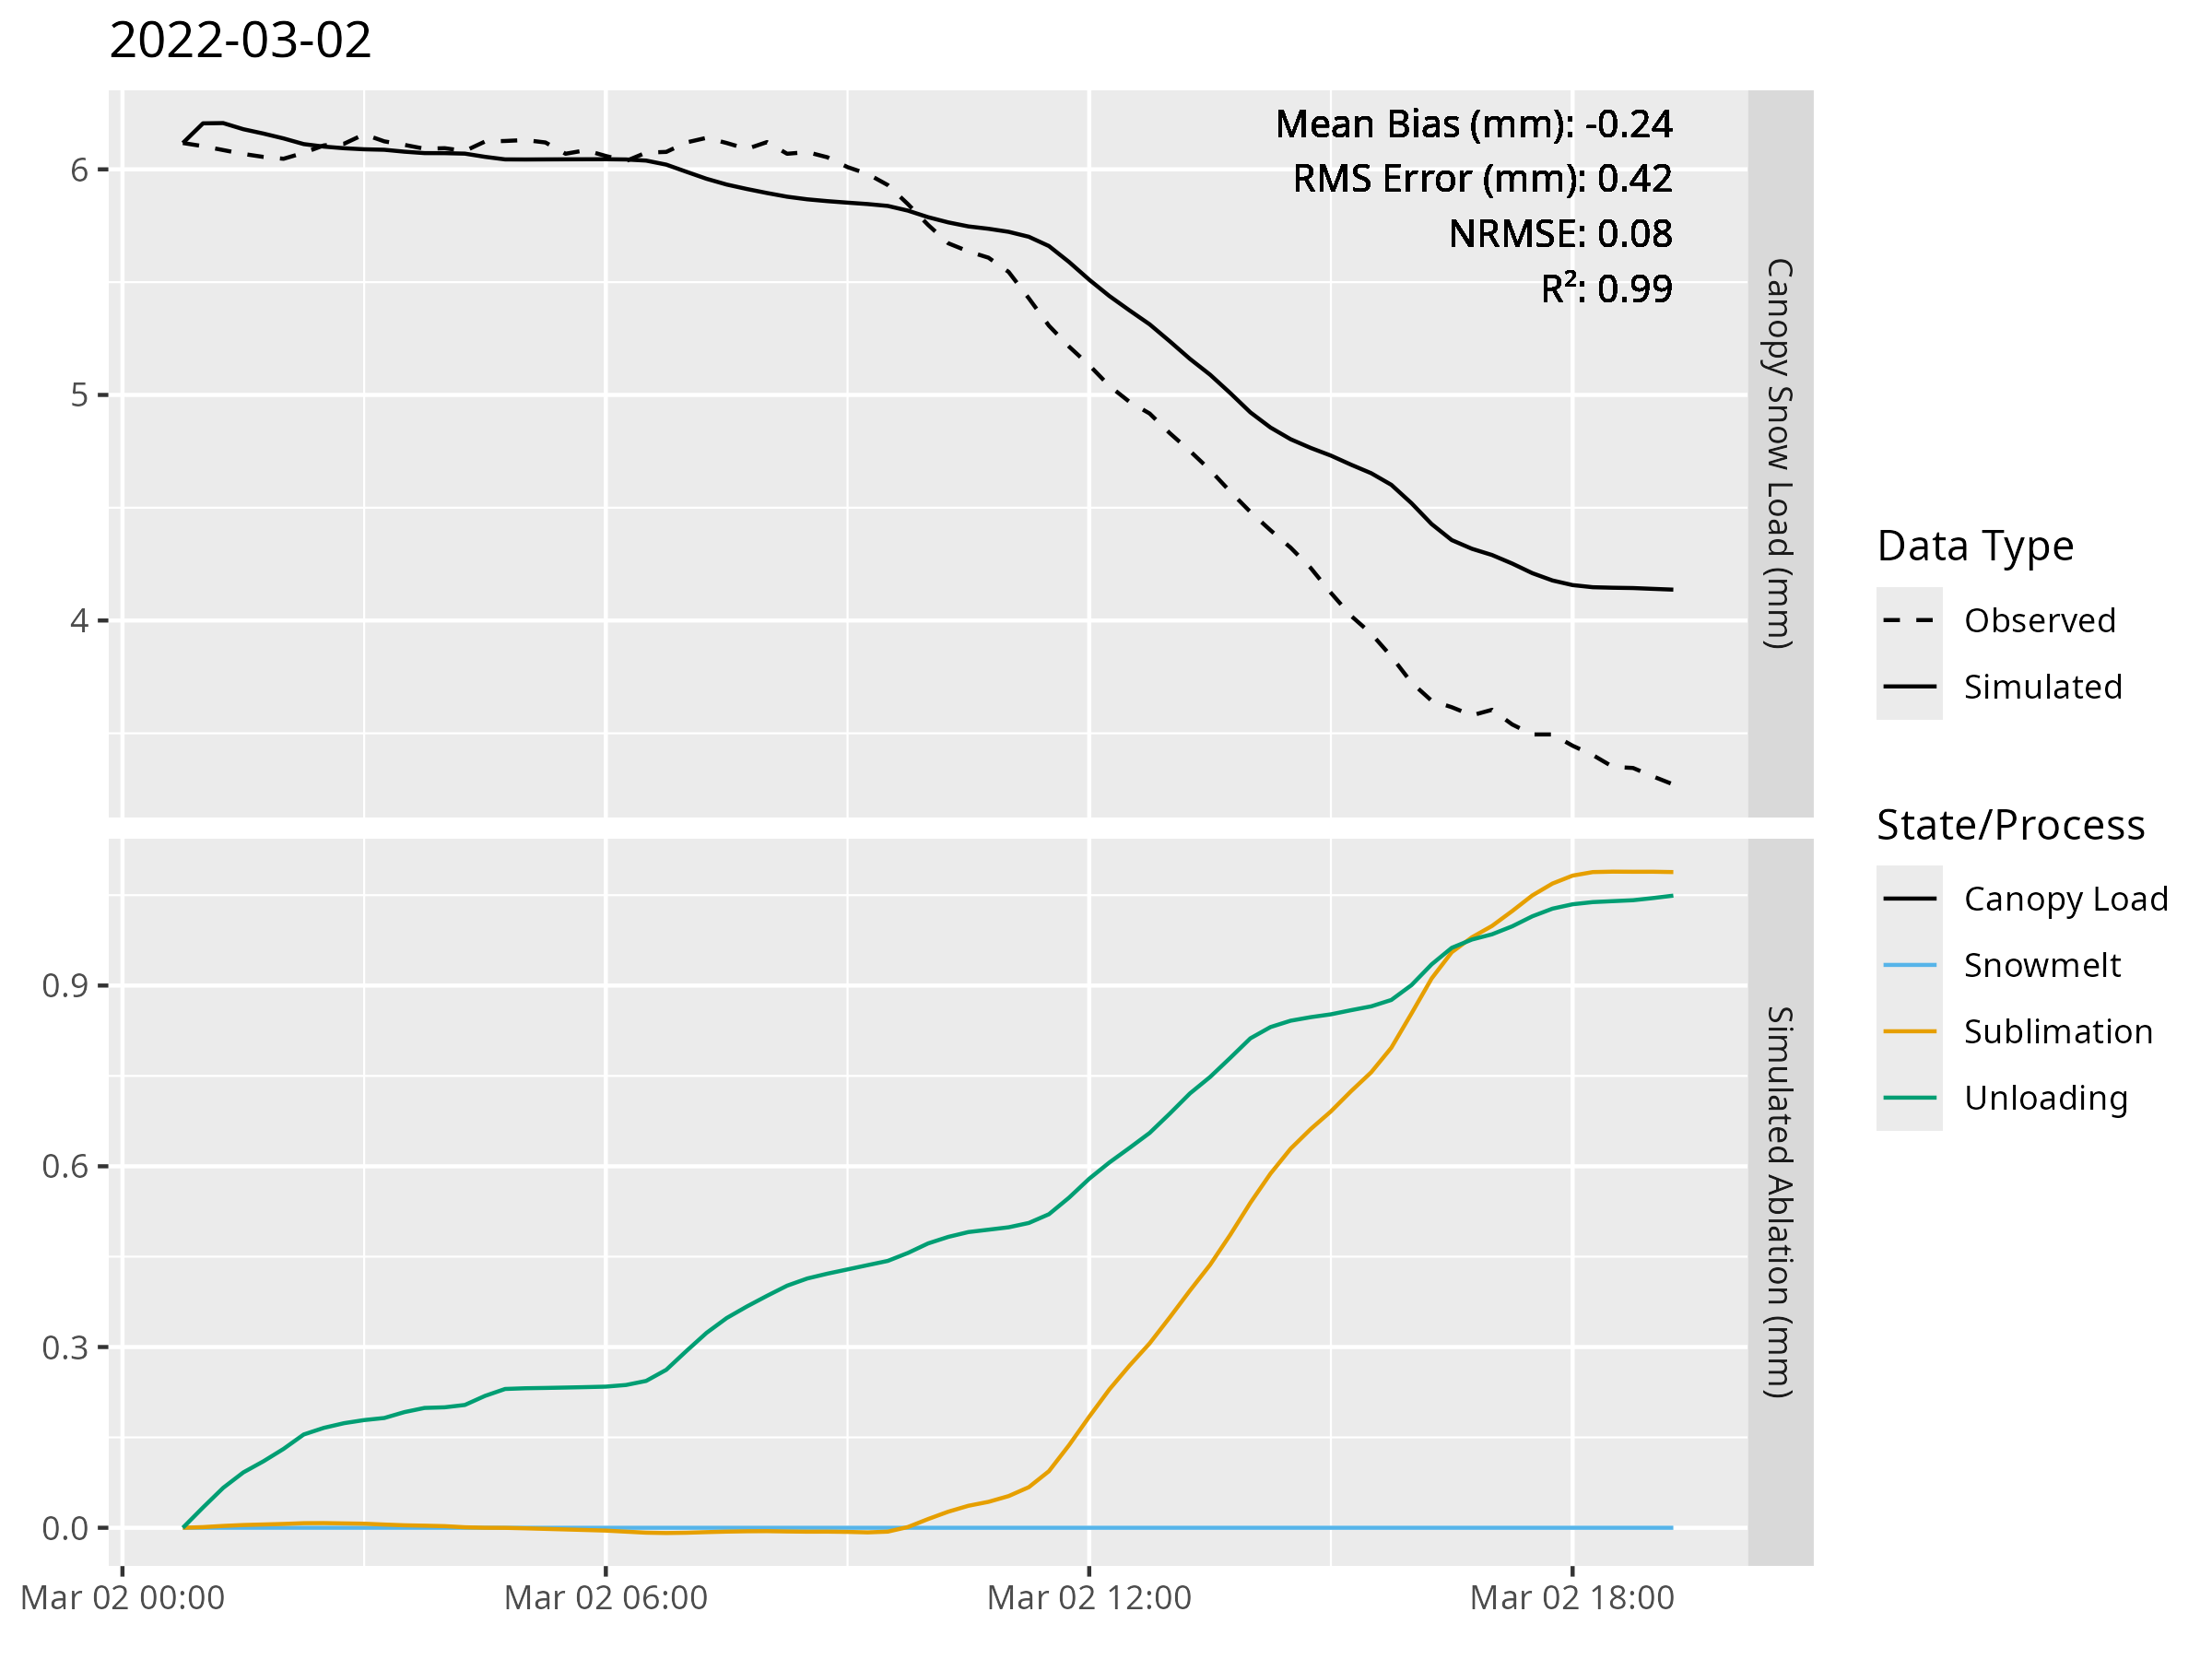 2022-03-02
Mean Bias (mm): -0.24
RMS Error (mm): 0.42
NRMSE: 0.08
R²: 0.99
6
5
4
Canopy Snow Load (mm)
0.9
0.6
0.3
0.0
Simulated Ablation (mm)
Mar 02 00:00
Mar 02 06:00
Mar 02 12:00
Mar 02 18:00
Data Type
Observed
Simulated
State/Process
Canopy Load
Snowmelt
Sublimation
Unloading